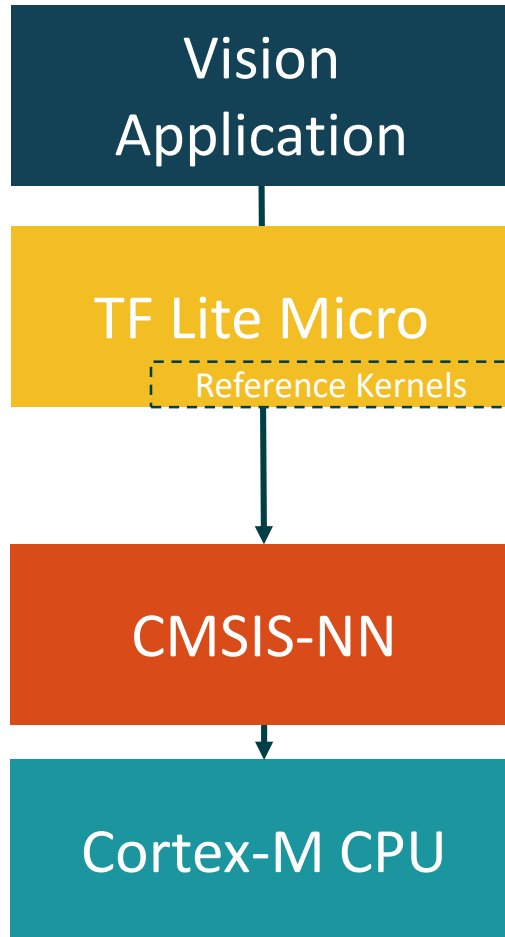 Vision
Application
TF Lite Micro
Reference Kernels
CMSIS-NN
Cortex-M CPU